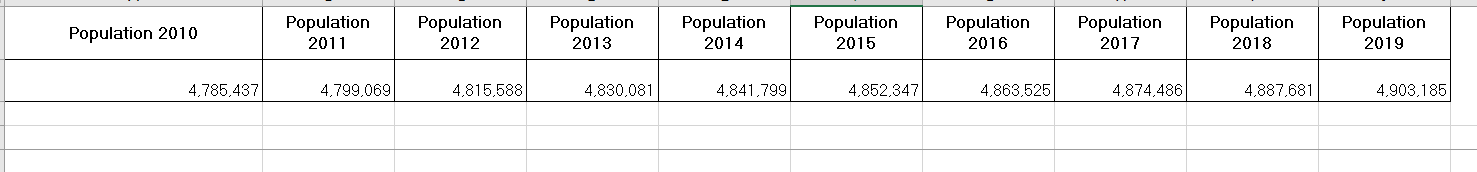 Population 2010
Population
2011
Population
2012
Population
2013
Population
2014
Population
2015
Population
2016
Population
2017
Population
2018
Population
2019
4,785,437
4,799,069
4,815,588
4,830,081
4,841,799
4,852,347
4,863,525
4,874,486
4,887,681
4,903,185